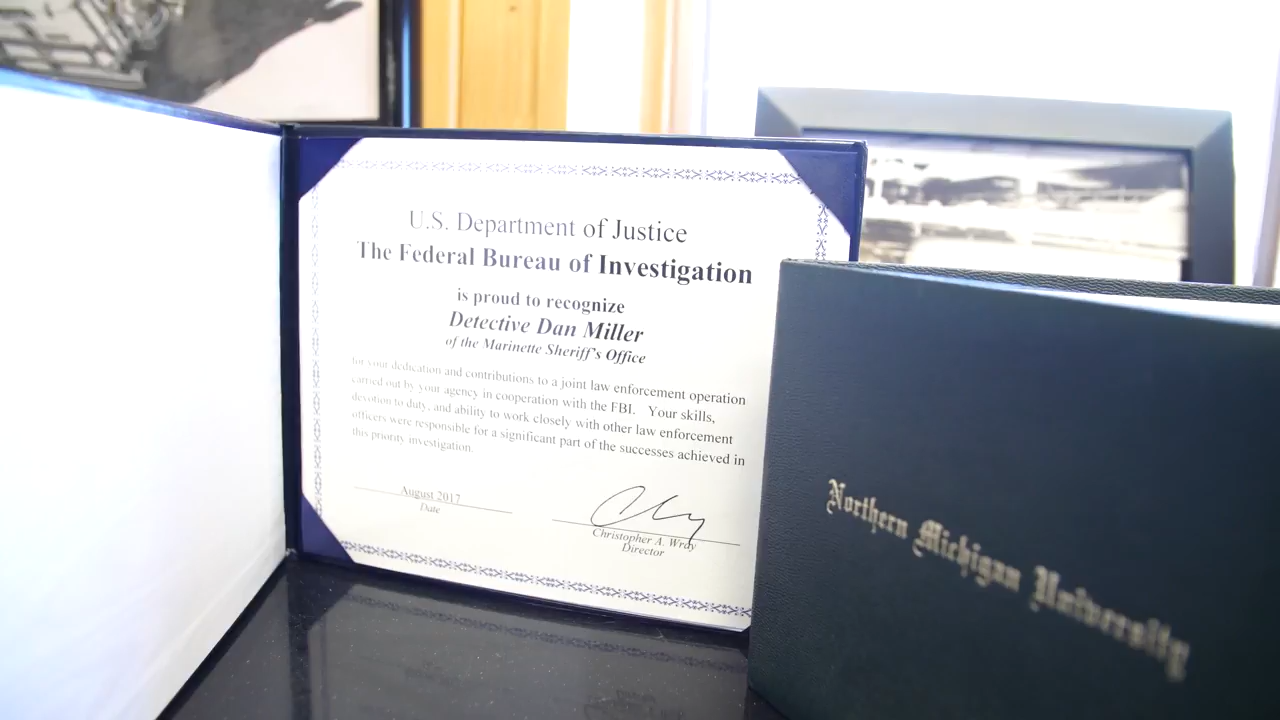 U.S. Department of Justice
The Federal Bureau of Investigation
is proud to recognize
Detective Dan Miller
of the Marinette Sheriff's Office
for your dedication and contributions to a joint law enforcement operation
carried out by your agency in cooperation with the FBI. Your skills,
devotion to duty, and ability to work closely with other law enforcement
officers were responsible for a significant part of the successes achieved in
this priority investigation.
August 2017
Date
Christopher A. Wray
Director
Northern Michigan University